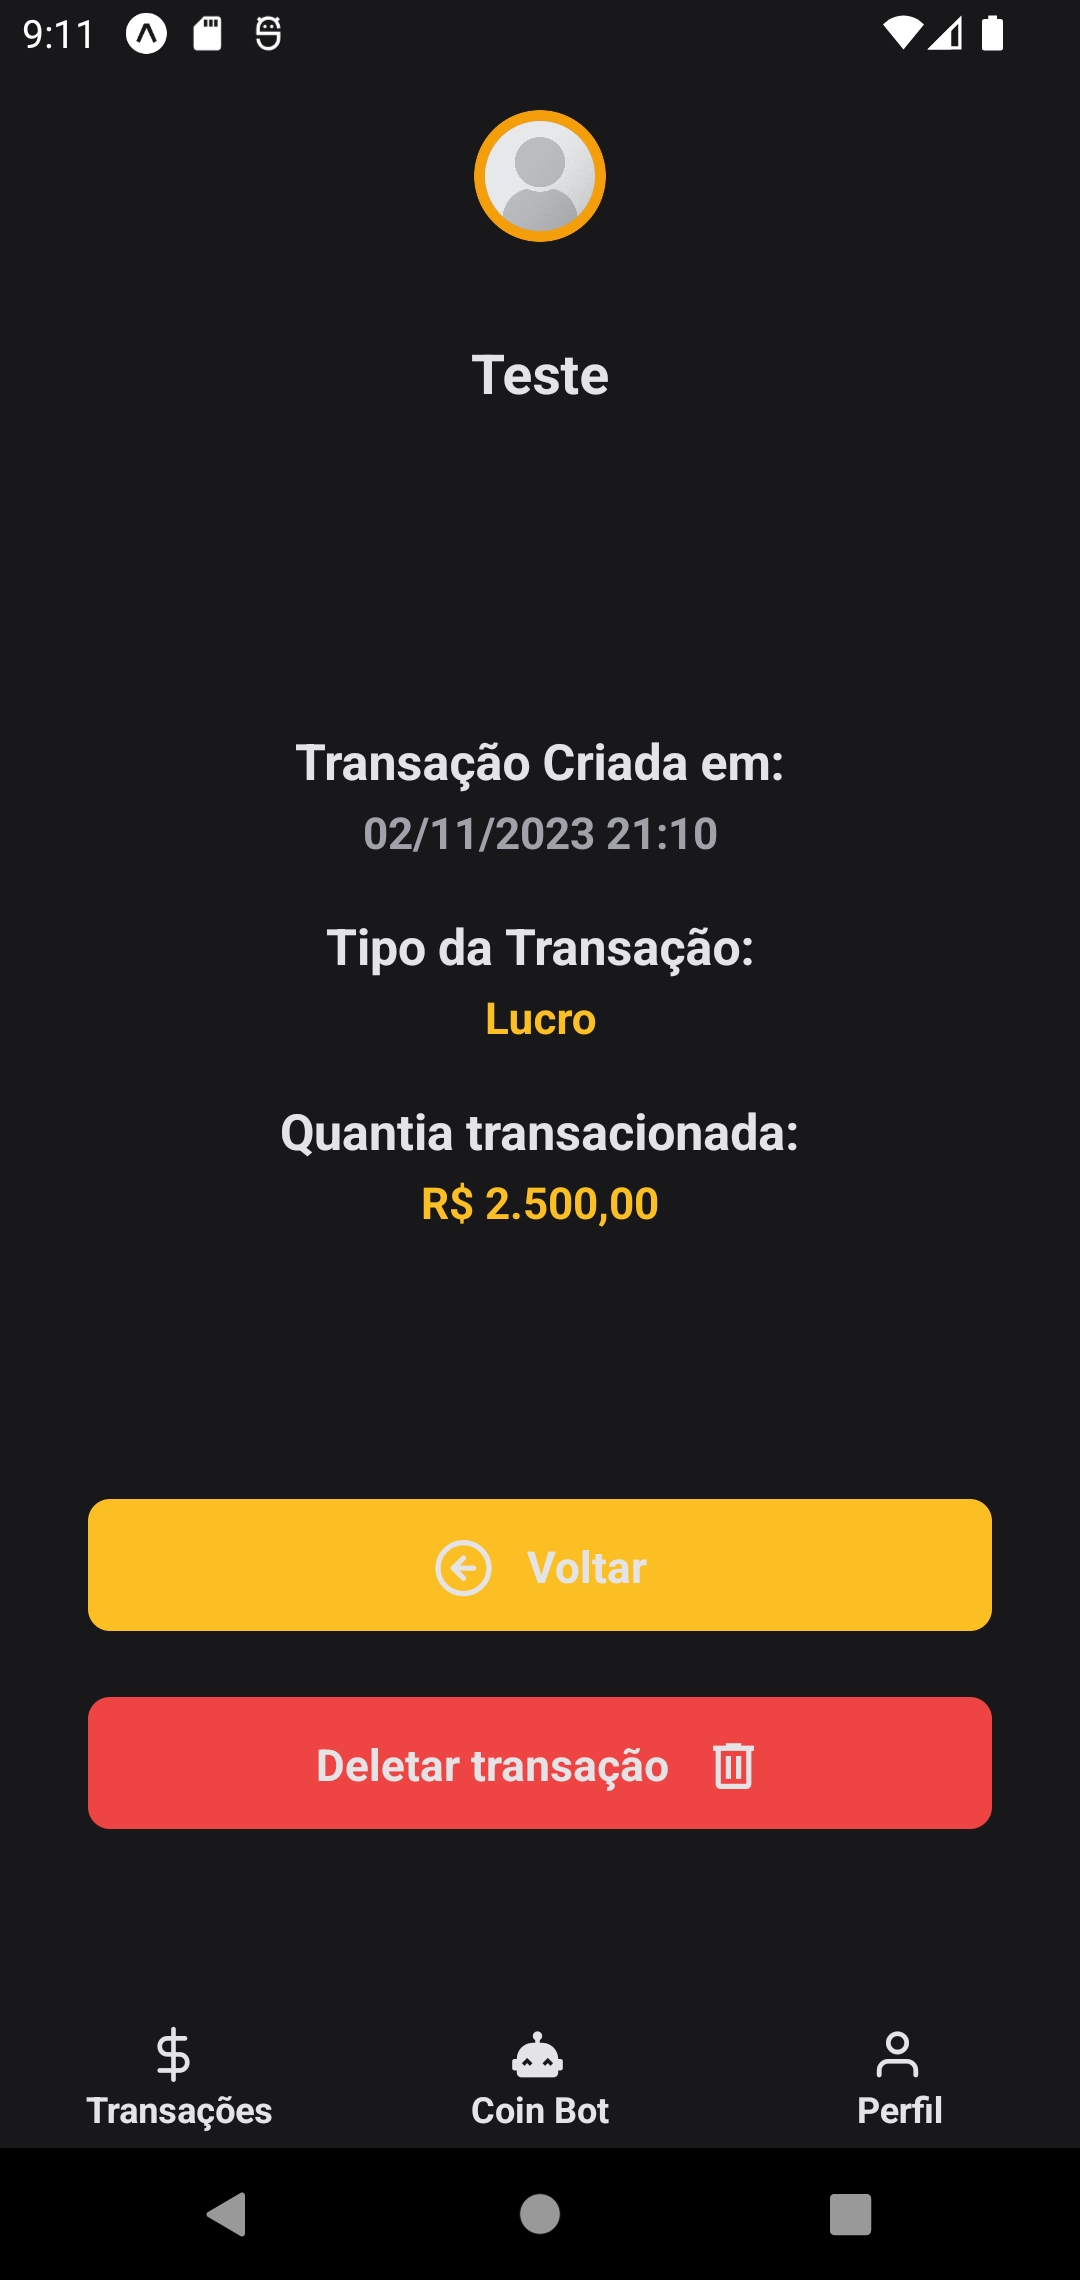 9:11
Teste
Transação Criada em:
02/11/2023 21:10
Tipo da Transação:
Lucro
Quantia transacionada:
R$ 2.500,00
Voltar
Deletar transação
Transações
Coin Bot
Perfil